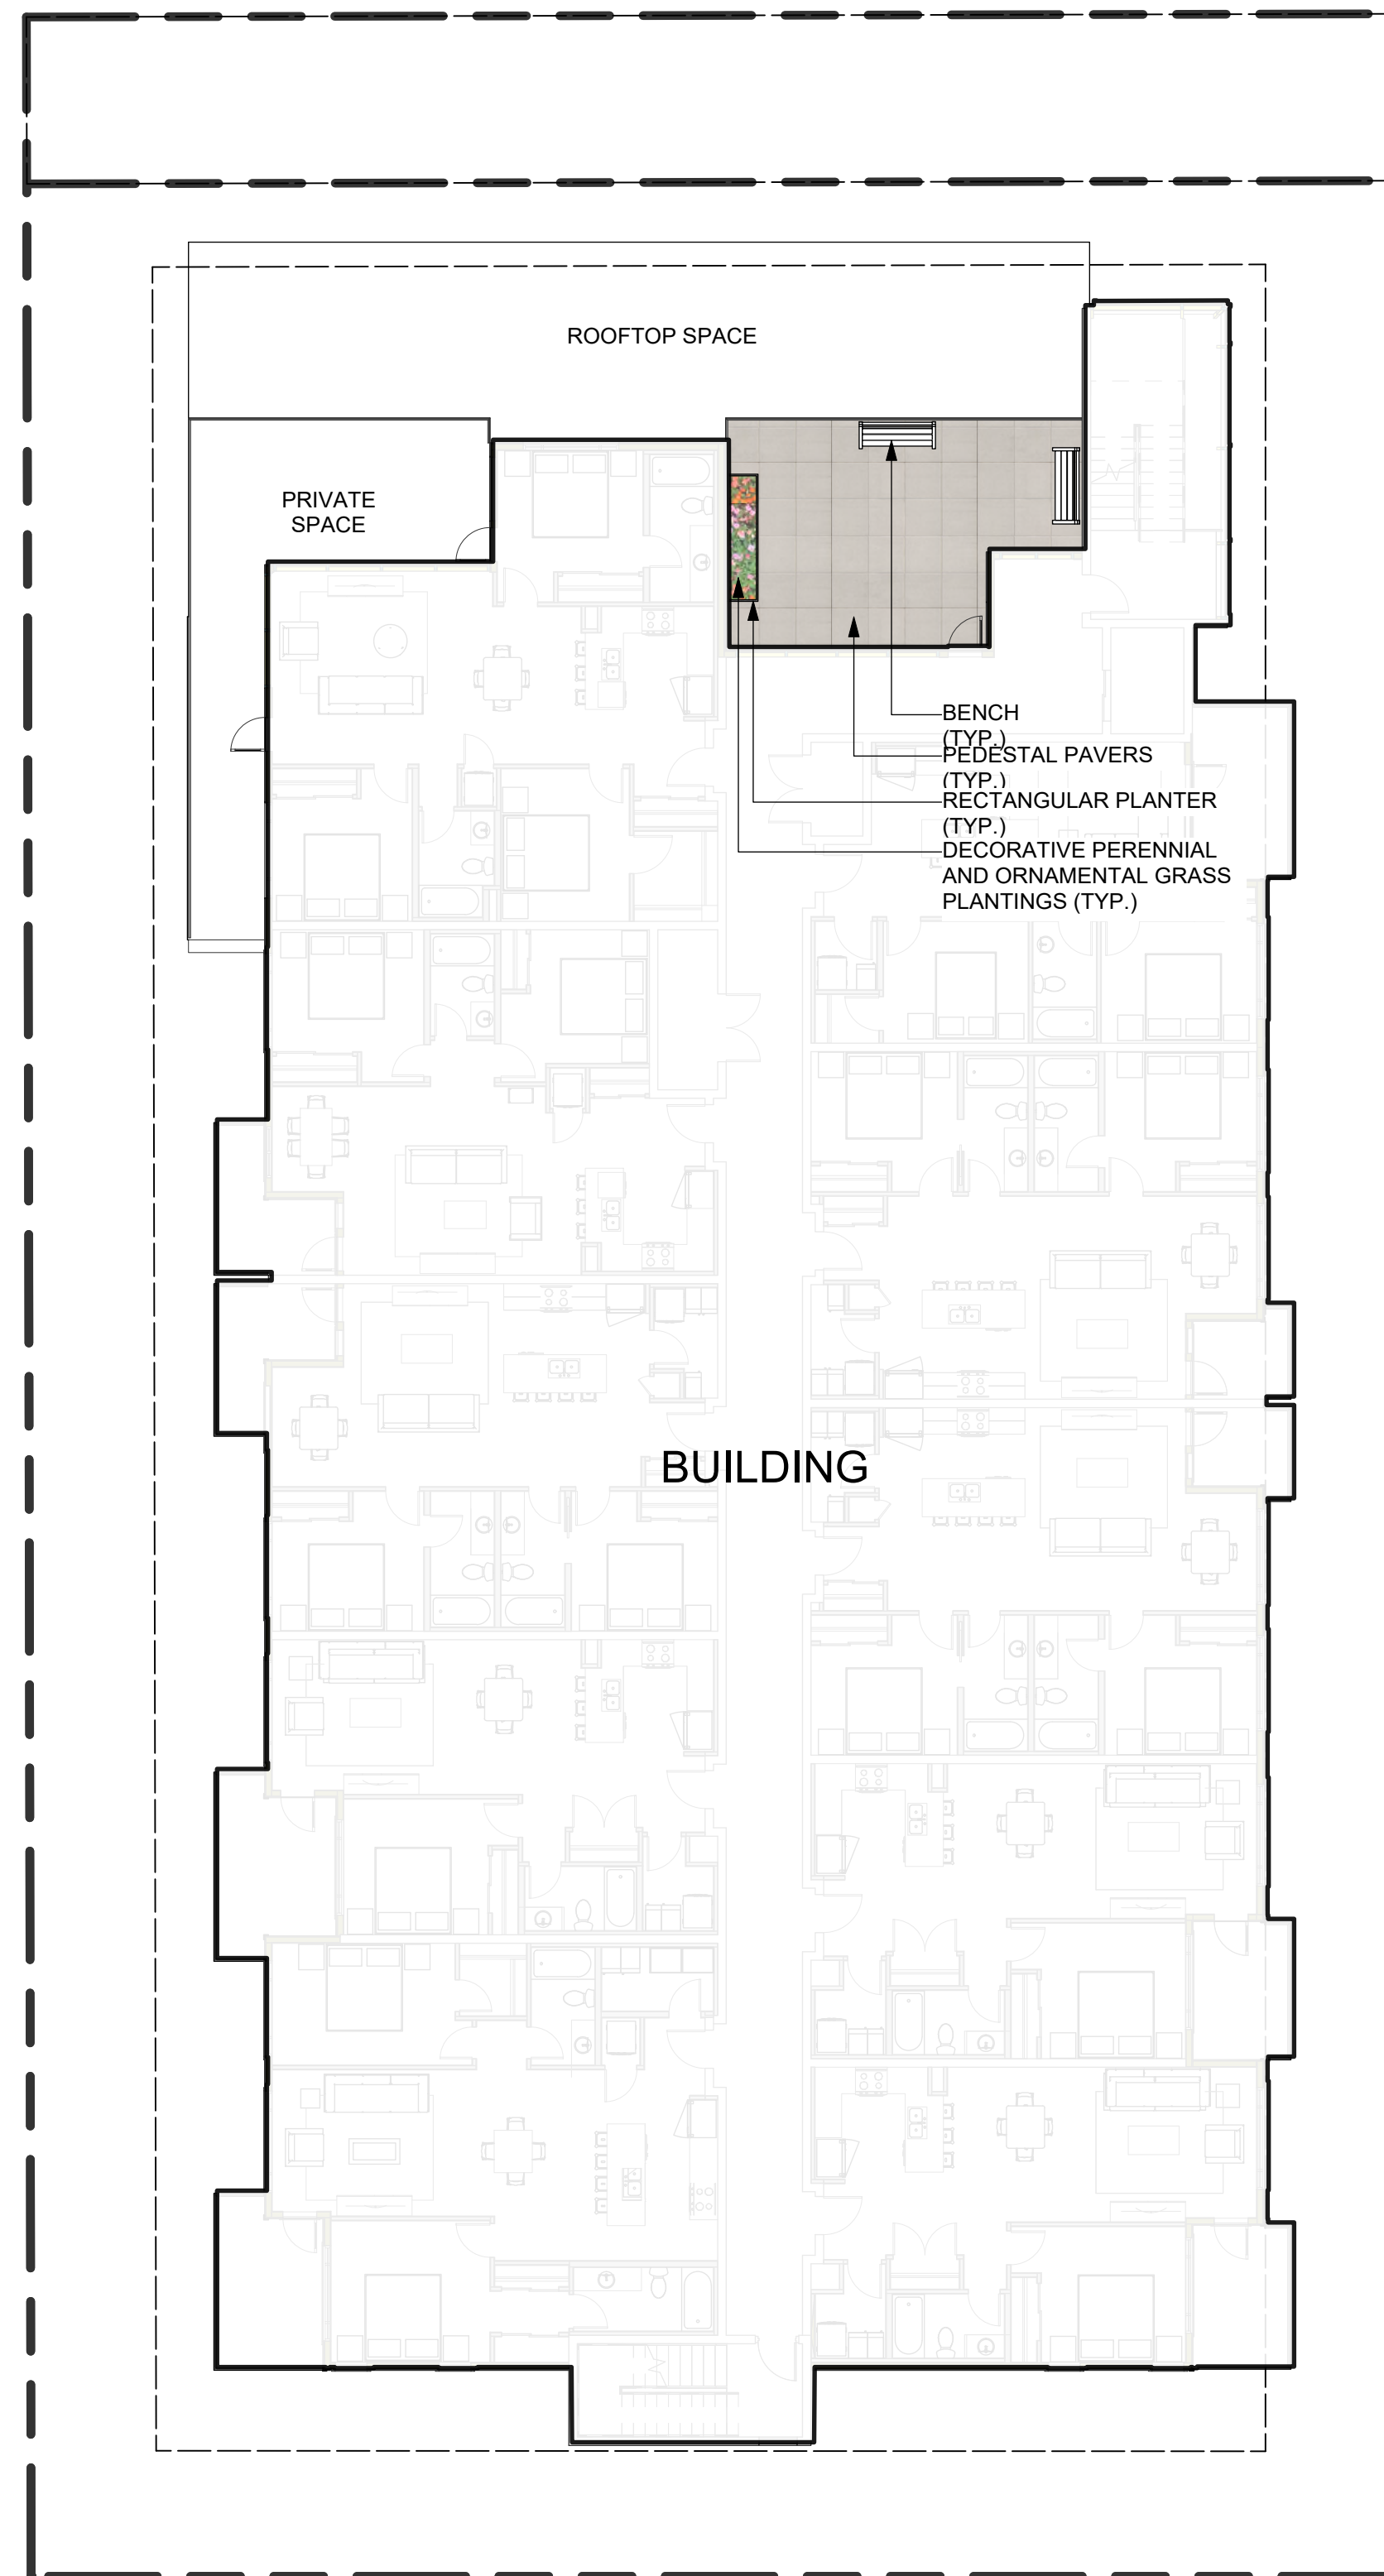 ROOFTOP SPACE
PRIVATE
SPACE
BENCH
(TYP.)
PEDESTAL PAVERS
(TYP.)
RECTANGULAR PLANTER
(TYP.)
DECORATIVE PERENNIAL
AND ORNAMENTAL GRASS
PLANTINGS (TYP.)
BUILDING